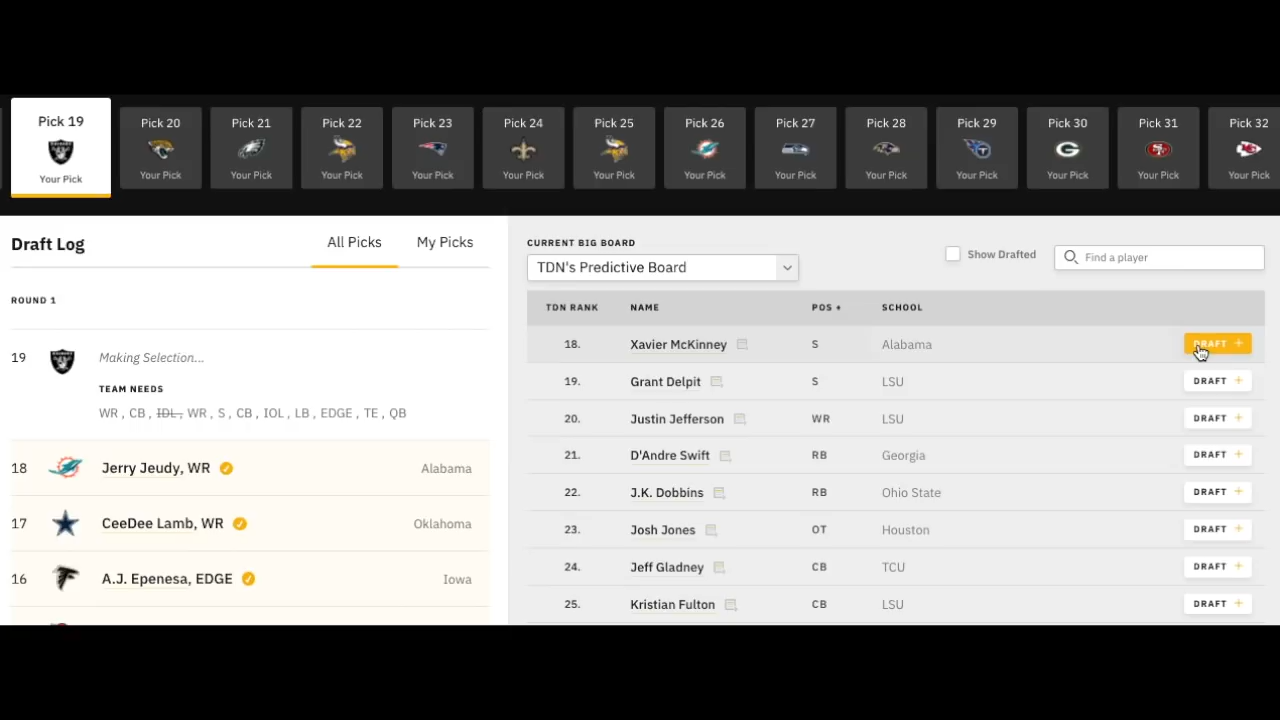 Pick 19 Pick 20 Pick 21 Pick 22 Pick 23 Pick 24 Pick 25 Pick 26 Pick 27 Pick 28 Pick 29 Pick 30 Pick 31 Pick 32
Your Pick Your Pick Your Pick Your Pick Your Pick Your Pick Your Pick Your Pick Your Pick Your Pick Your Pick Your Pick Your Pick Your Pick
Draft Log All Picks My Picks
ROUND 1
19 Making Selection...
TEAM NEEDS
WR , CB , IDL , WR , S , CB , IOL , LB , EDGE , TE , QB
18 Jerry Jeudy, WR Alabama
17 CeeDee Lamb, WR Oklahoma
16 A.J. Epenesa, EDGE Iowa
CURRENT BIG BOARD
TDN's Predictive Board
Show Drafted
Find a player
TDN RANK NAME POS SCHOOL
18. Xavier McKinney S Alabama DRAFT +
19. Grant Delpit S LSU DRAFT +
20. Justin Jefferson WR LSU DRAFT +
21. D'Andre Swift RB Georgia DRAFT +
22. J.K. Dobbins RB Ohio State DRAFT +
23. Josh Jones OT Houston DRAFT +
24. Jeff Gladney CB TCU DRAFT +
25. Kristian Fulton CB LSU DRAFT +